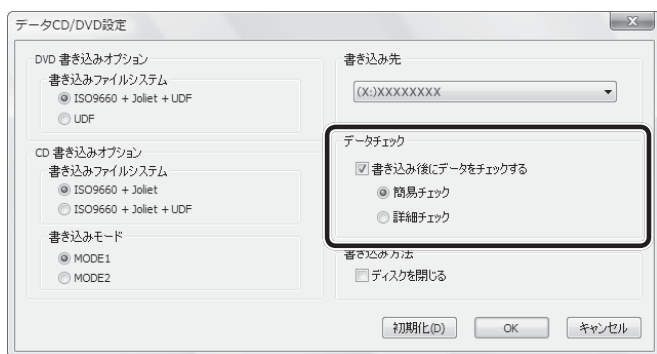 データCD/DVD設定
DVD 書き込みオプション
書き込みファイルシステム
ISO9660 + Joliet + UDF
UDF
CD 書き込みオプション
書き込みファイルシステム
ISO9660 + Joliet
ISO9660 + Joliet + UDF
書き込みモード
MODE1
MODE2
書き込み先
(X:)XXXXXXXX
データチェック
書き込み後にデータをチェックする
簡易チェック
詳細チェック
書き込み方法
ディスクを閉じる
初期化(D)
OK
キャンセル